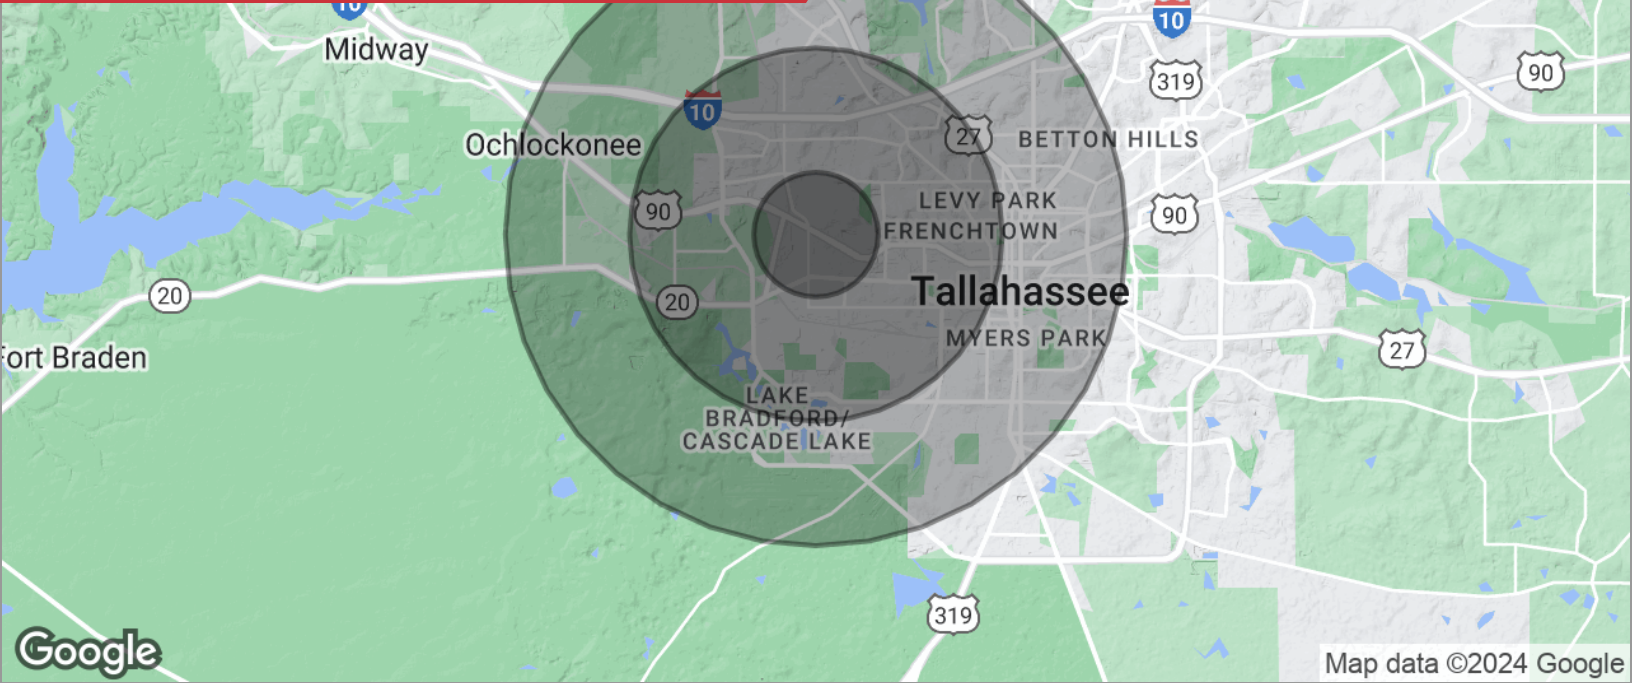 10
10
Midway
90
319
10
27
BETTON HILLS
Ochlockonee
LEVY PARK
90
90
FRENCHTOWN
Tallahassee
20
20
MYERS PARK
27
Fort Braden
LAKE
BRADFORD/
CASCADE LAKE
319
Google
Map data ©2024 Google